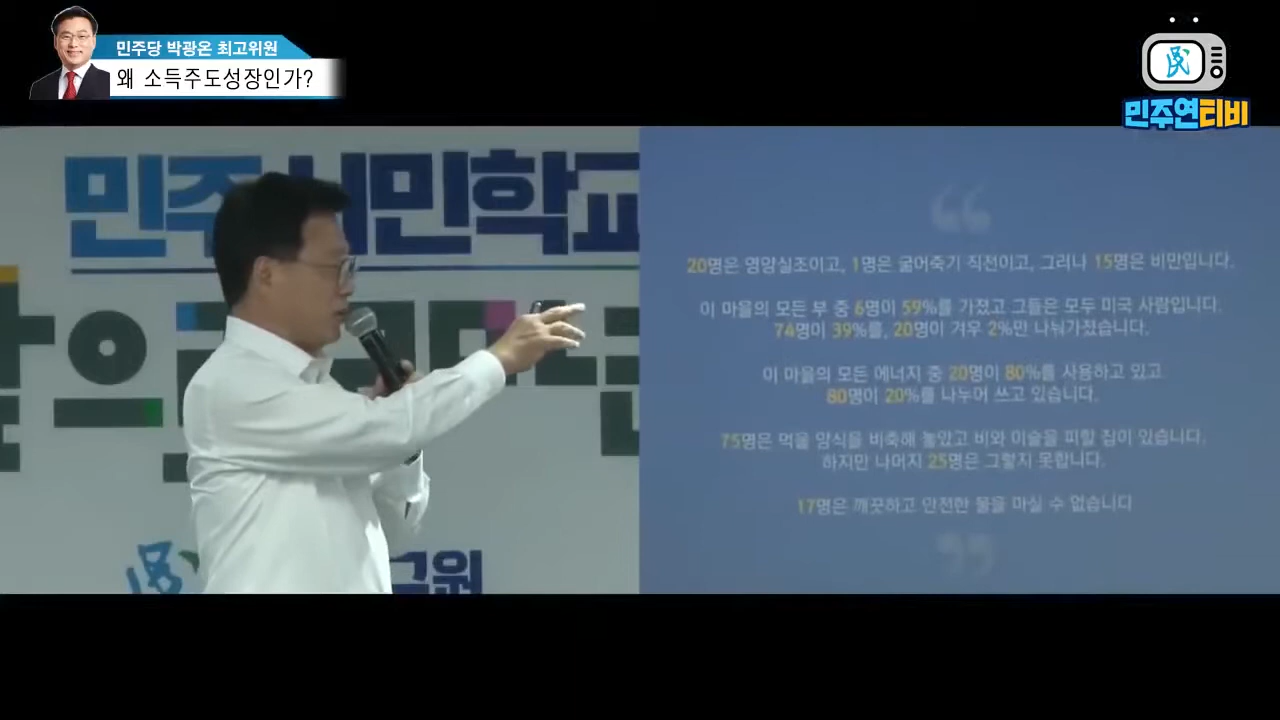 민주당 박광온 최고위원
왜 소득주도성장인가?
民
민주연티비
민주시민학교
20명은 영양실조이고, 1명은 굶어죽기 직전이고, 그러나 15명은 비만입니다.
이 마을의 모든 부 중 6명이 59%를 가졌고 그들은 모두 미국 사람입니다.
74명이 39%를, 20명이 겨우 2%만 나눠가졌습니다.
이 마을의 모든 에너지 중 20명이 80%를 사용하고 있고
80명이 20%를 나누어 쓰고 있습니다.
75명은 먹을 양식을 비축해 놓았고 비와 이슬을 피할 집이 있습니다.
하지만 나머지 25명은 그렇지 못합니다.
17명은 깨끗하고 안전한 물을 마실 수 없습니다